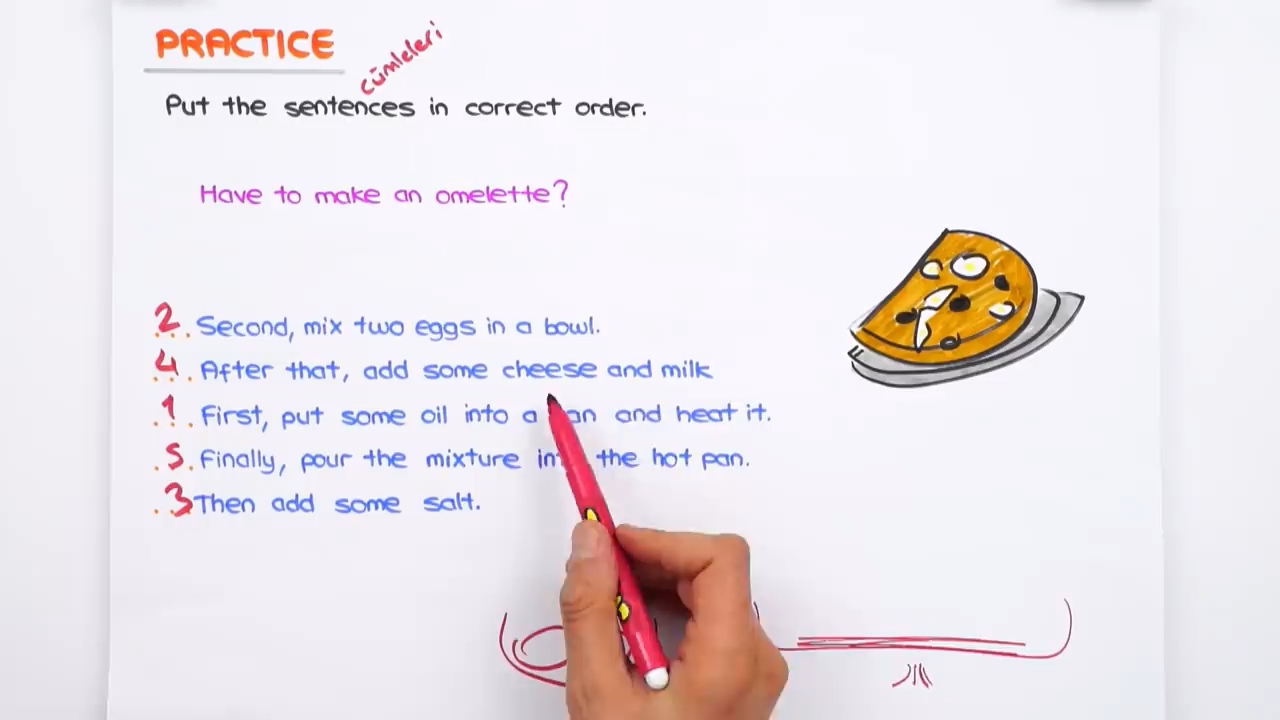 PRACTICE
cümleleri
Put the sentences in correct order.
Have to make an omelette?
2 Second, mix two eggs in a bowl.
4 After that, add some cheese and milk
1 First, put some oil into a and heat it.
5 Finally, pour the mixture the hot pan.
3 Then add some salt.